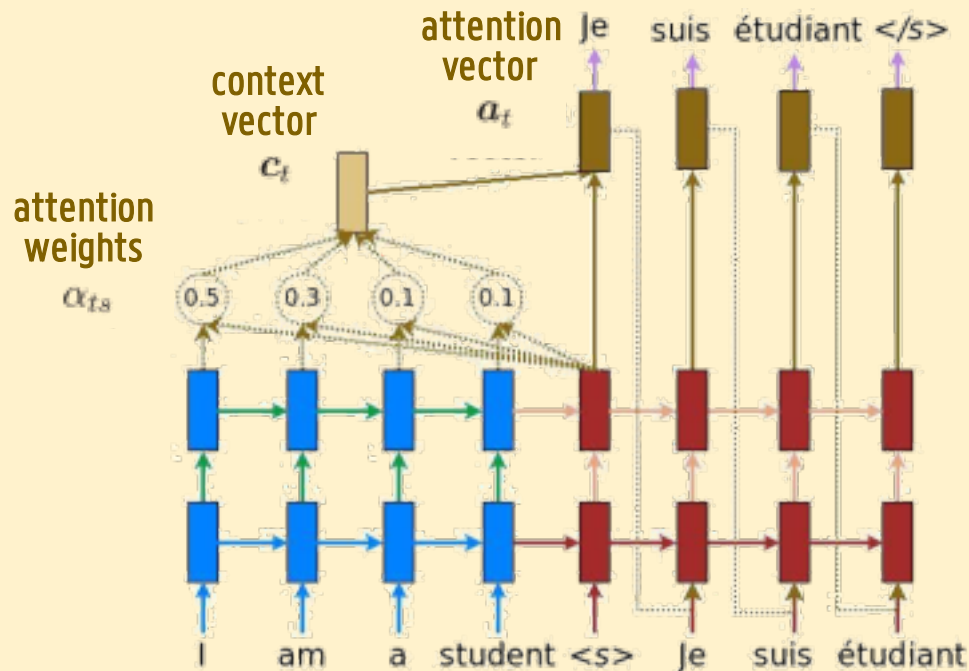 attention vector
a_t
Je suis étudiant </s>
context vector
c_t
attention weights
α_ts
0.5 0.3 0.1 0.1
I am a student <s> Je suis étudiant